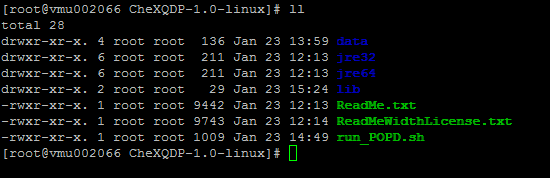 [root@vmu002066 CheXQDP-1.0-linux]# ll
total 28
drwxr-xr-x. 4 root root  136 Jan 23 13:59 date
drwxr-xr-x. 6 root root  211 Jan 23 12:13 jre32
drwxr-xr-x. 6 root root  211 Jan 23 12:13 jre64
drwxr-xr-x. 2 root root   29 Jan 23 15:24 lib
-rwxr-xr-x. 1 root root 9442 Jan 23 12:13 ReadMe.txt
-rwxr-xr-x. 1 root root 9743 Jan 23 12:14 ReadMeWidthLicense.txt
-rwxr-xr-x. 1 root root 1009 Jan 23 14:49 run_POPD.sh
[root@vmu002066 CheXQDP-1.0-linux]#